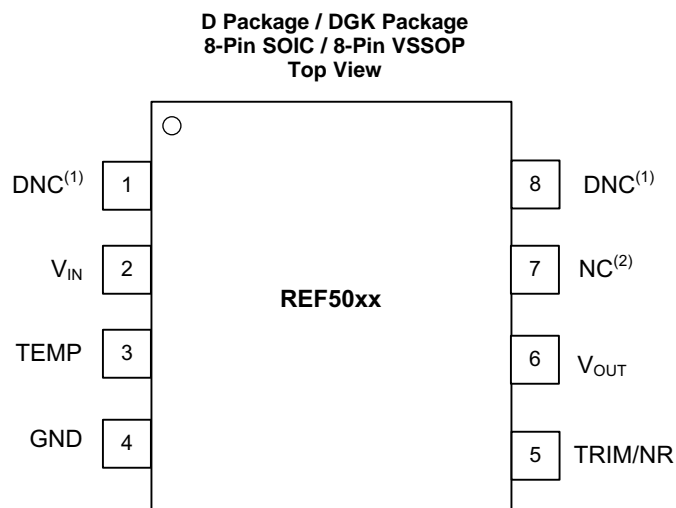 D Package / DGK Package
8-Pin SOIC / 8-Pin VSSOP
Top View
DNC(1) 1
8 DNC(1)
VIN 2
7 NC(2)
REF50xx
TEMP 3
6 VOUT
GND 4
5 TRIM/NR